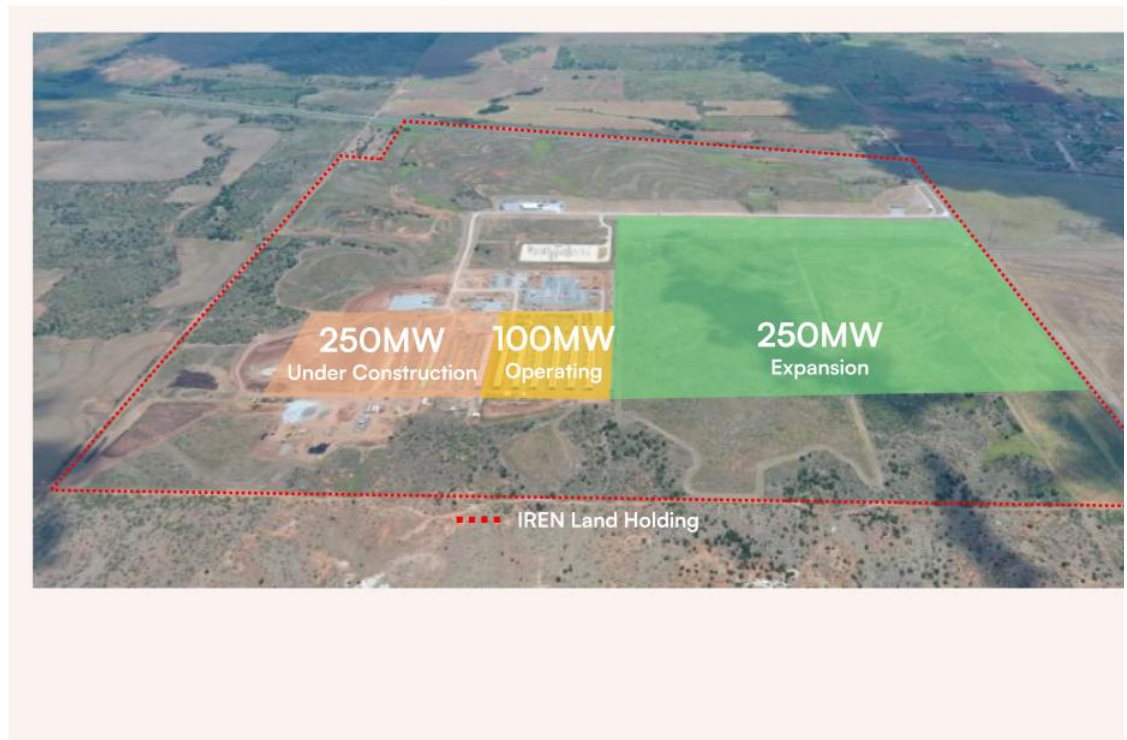 250MW
Under Construction
100MW
Operating
250MW
Expansion
IREN Land Holding